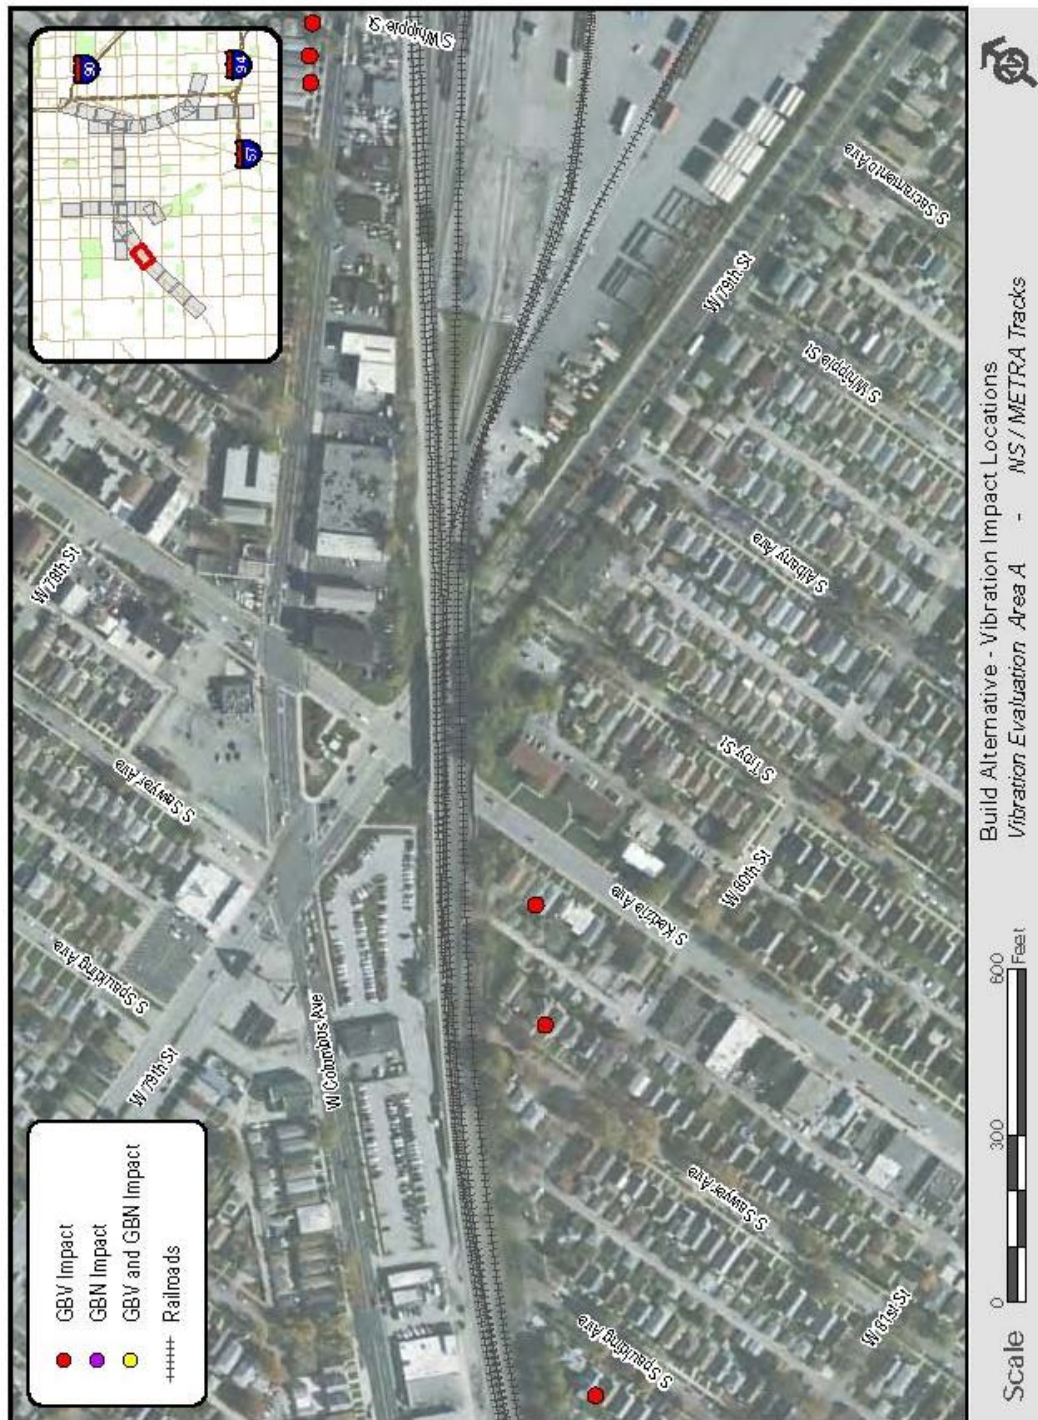 GBV Impact
GBN Impact
GBV and GBN Impact
Railroads
90
94
57
W 79th St
S Spaulding Ave
S Sawyer Ave
W 78th St
S Whipple St
W Columbus Ave
S Spaulding Ave
W 81st St
S Sawyer Ave
S Kedzie Ave
W 80th St
S Troy St
S Albany Ave
W 79th St
S Whipple St
S Sacramento Ave
Scale
0
300
600
Feet
Build Alternative - Vibration Impact Locations
Vibration Evaluation Area A - NS / METRA Tracks
N